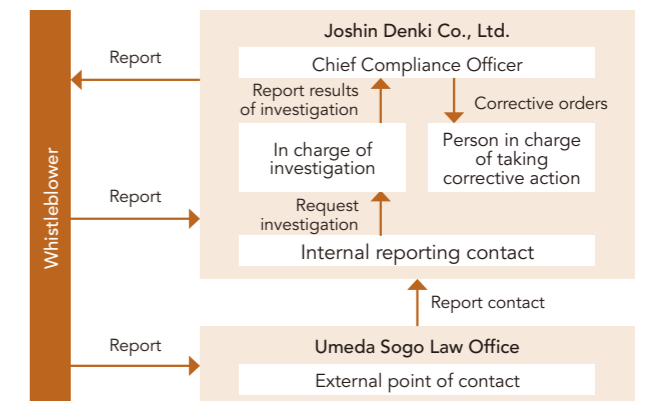 Joshin Denki Co., Ltd.
Report
Chief Compliance Officer
Report results
of investigation
Corrective orders
Whistleblower
In charge of
investigation
Person in charge
of taking
corrective action
Report
Request
investigation
Internal reporting contact
Report contact
Report
Umeda Sogo Law Office
External point of contact